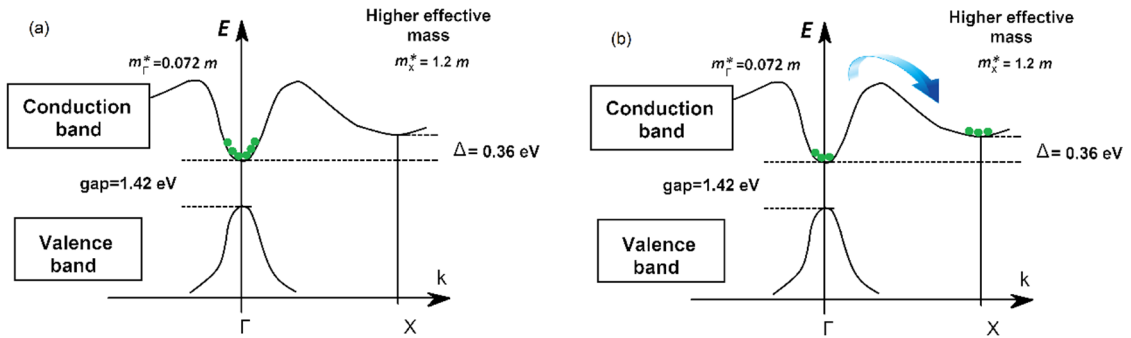 (a)
E
Higher effective
mass
m*Γ=0.072 m
m*x = 1.2 m
Conduction
band
Δ= 0.36 eV
gap=1.42 eV
Valence
band
k
Γ
X
(b)
E
Higher effective
mass
m*Γ=0.072 m
m*x = 1.2 m
Conduction
band
Δ= 0.36 eV
gap=1.42 eV
Valence
band
k
Γ
X